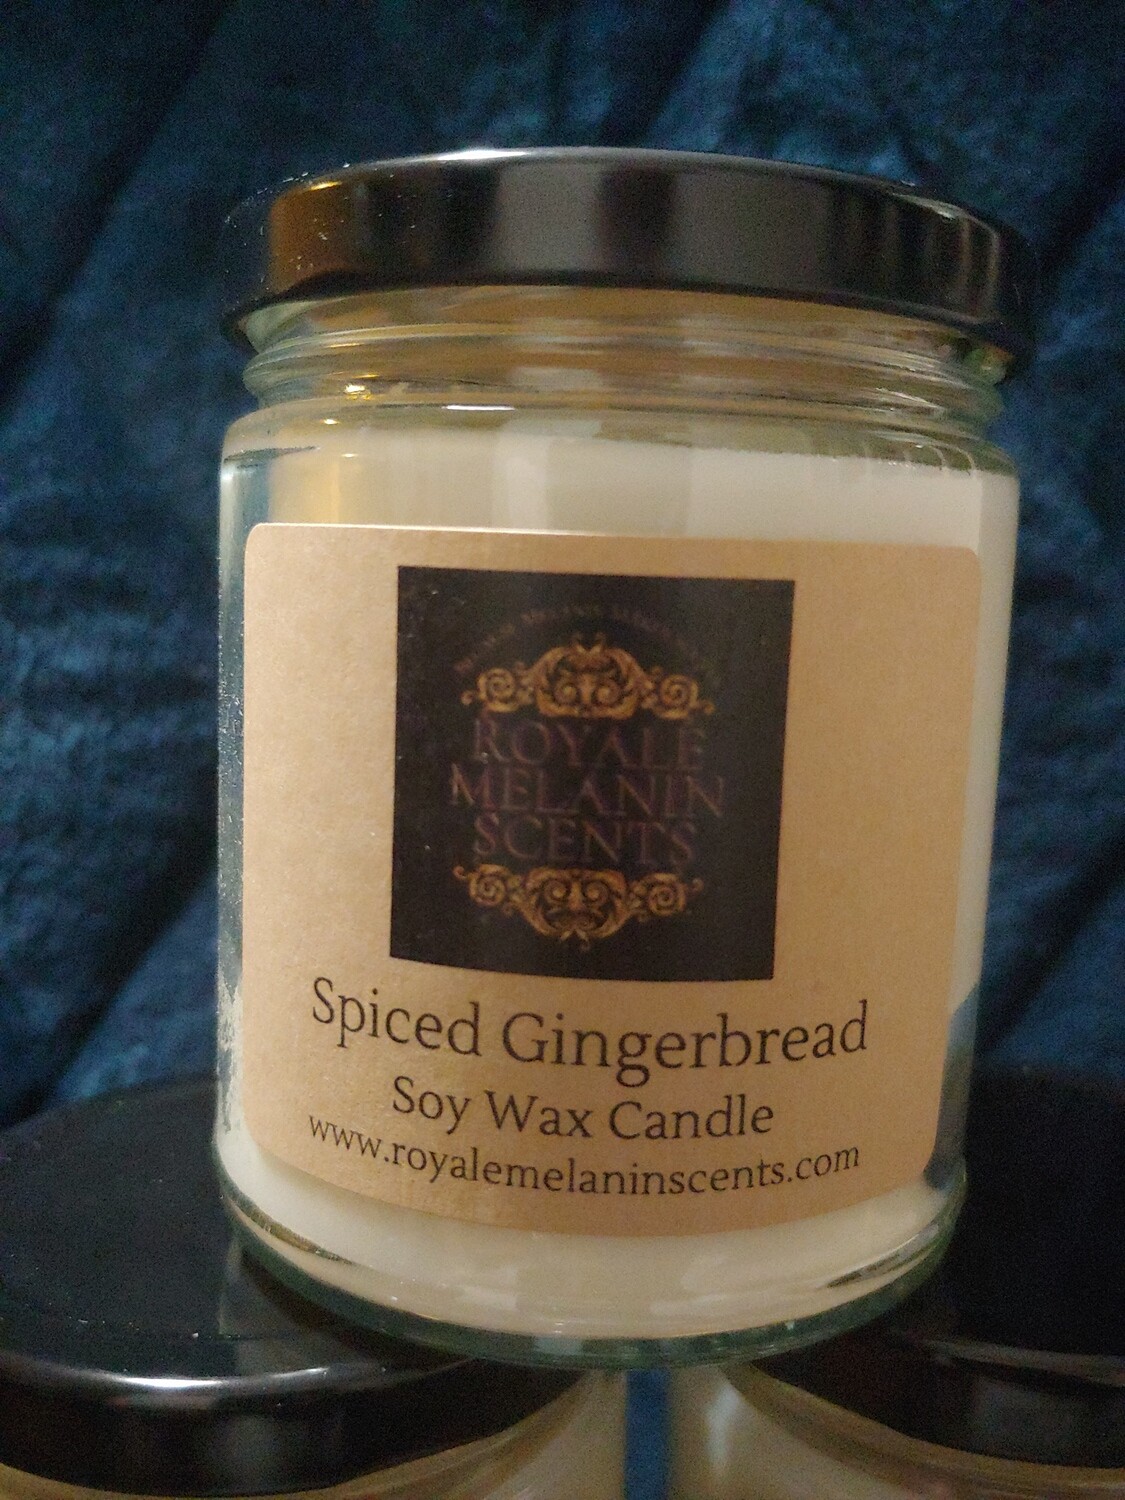 ROYALE
MELANIN
SCENTS
Spiced Gingerbread
Soy Wax Candle
www.royalemelaninscents.com